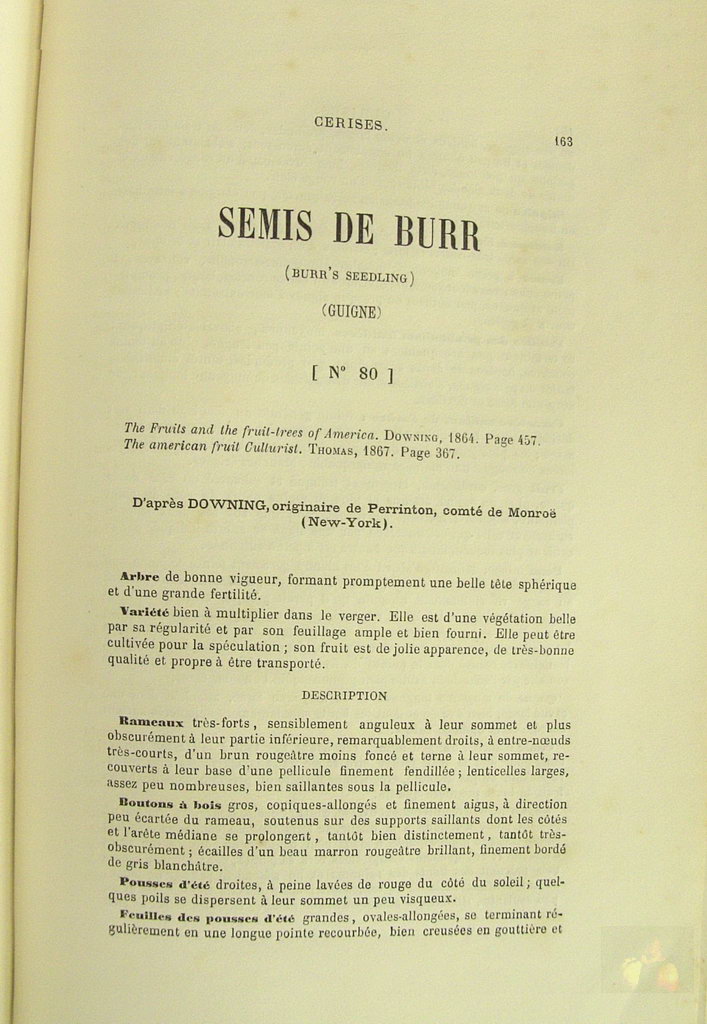 CERISES.
163
SEMIS DE BURR
(BURR'S SEEDLING)
(GUIGNE)
[ N° 80 ]
The Fruits and the fruit-trees of America. DOWNING, 1864. Page 457.
The american fruit Culturist. THOMAS, 1867. Page 367.
D'après DOWNING, originaire de Perrinton, comté de Monroë
(New-York).
Arbre de bonne vigueur, formant promptement une belle tête sphérique
et d'une grande fertilité.
Variété bien à multiplier dans le verger. Elle est d'une végétation belle
par sa régularité et par son feuillage ample et bien fourni. Elle peut être
cultivée pour la spéculation ; son fruit est de jolie apparence, de très-bonne
qualité et propre à être transporté.
DESCRIPTION
Rameaux très-forts, sensiblement anguleux à leur sommet et plus
obscurément à leur partie inférieure, remarquablement droits, à entre-nœuds
très-courts, d'un brun rougeâtre moins foncé et terne à leur sommet, re-
couverts à leur base d'une pellicule finement fendillée ; lenticelles larges,
assez peu nombreuses, bien saillantes sous la pellicule.
Boutons à bois gros, coniques-allongés et finement aigus, à direction
peu écartée du rameau, soutenus sur des supports saillants dont les côtés
et l'arête médiane se prolongent, tantôt bien distinctement, tantôt très-
obscurément ; écailles d'un beau marron rougeâtre brillant, finement bordé
de gris blanchâtre.
Pousses d'été droites, à peine lavées de rouge du côté du soleil ; quel-
ques poils se dispersent à leur sommet un peu visqueux.
Feuilles des pousses d'été grandes, ovales-allongées, se terminant ré-
gulièrement en une longue pointe recourbée, bien creusées en gouttière et